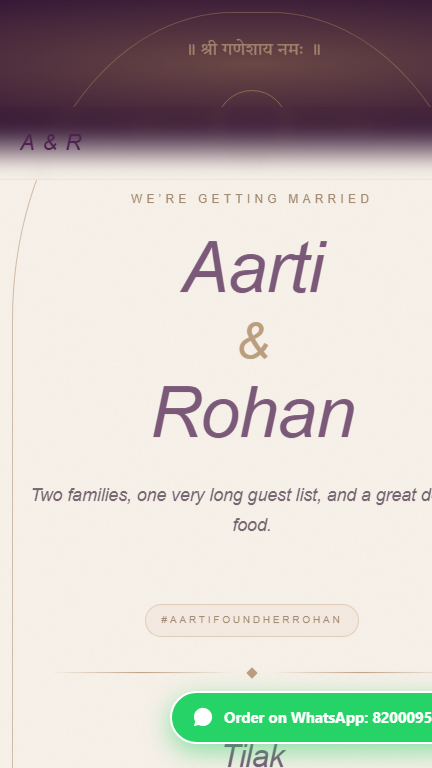 ॥ श्री गणेशाय नमः ॥
A & R
WE'RE GETTING MARRIED
Aarti
&
Rohan
Two families, one very long guest list, and a great
food.
#AARTIFOUNDHERROHAN
Order on WhatsApp: 8200095
Tilak